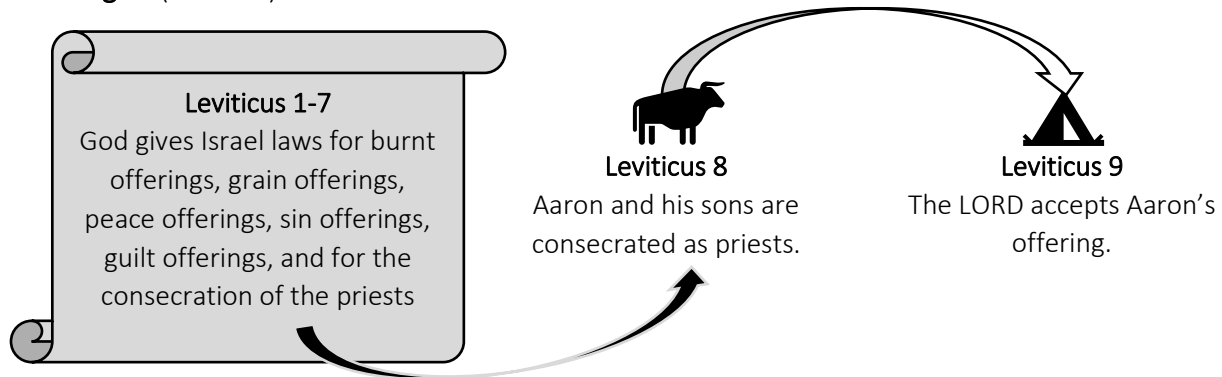 Leviticus 1-7
God gives Israel laws for burnt
offerings, grain offerings,
peace offerings, sin offerings,
guilt offerings, and for the
consecration of the priests
Leviticus 8
Aaron and his sons are
consecrated as priests.
Leviticus 9
The LORD accepts Aaron’s
offering.